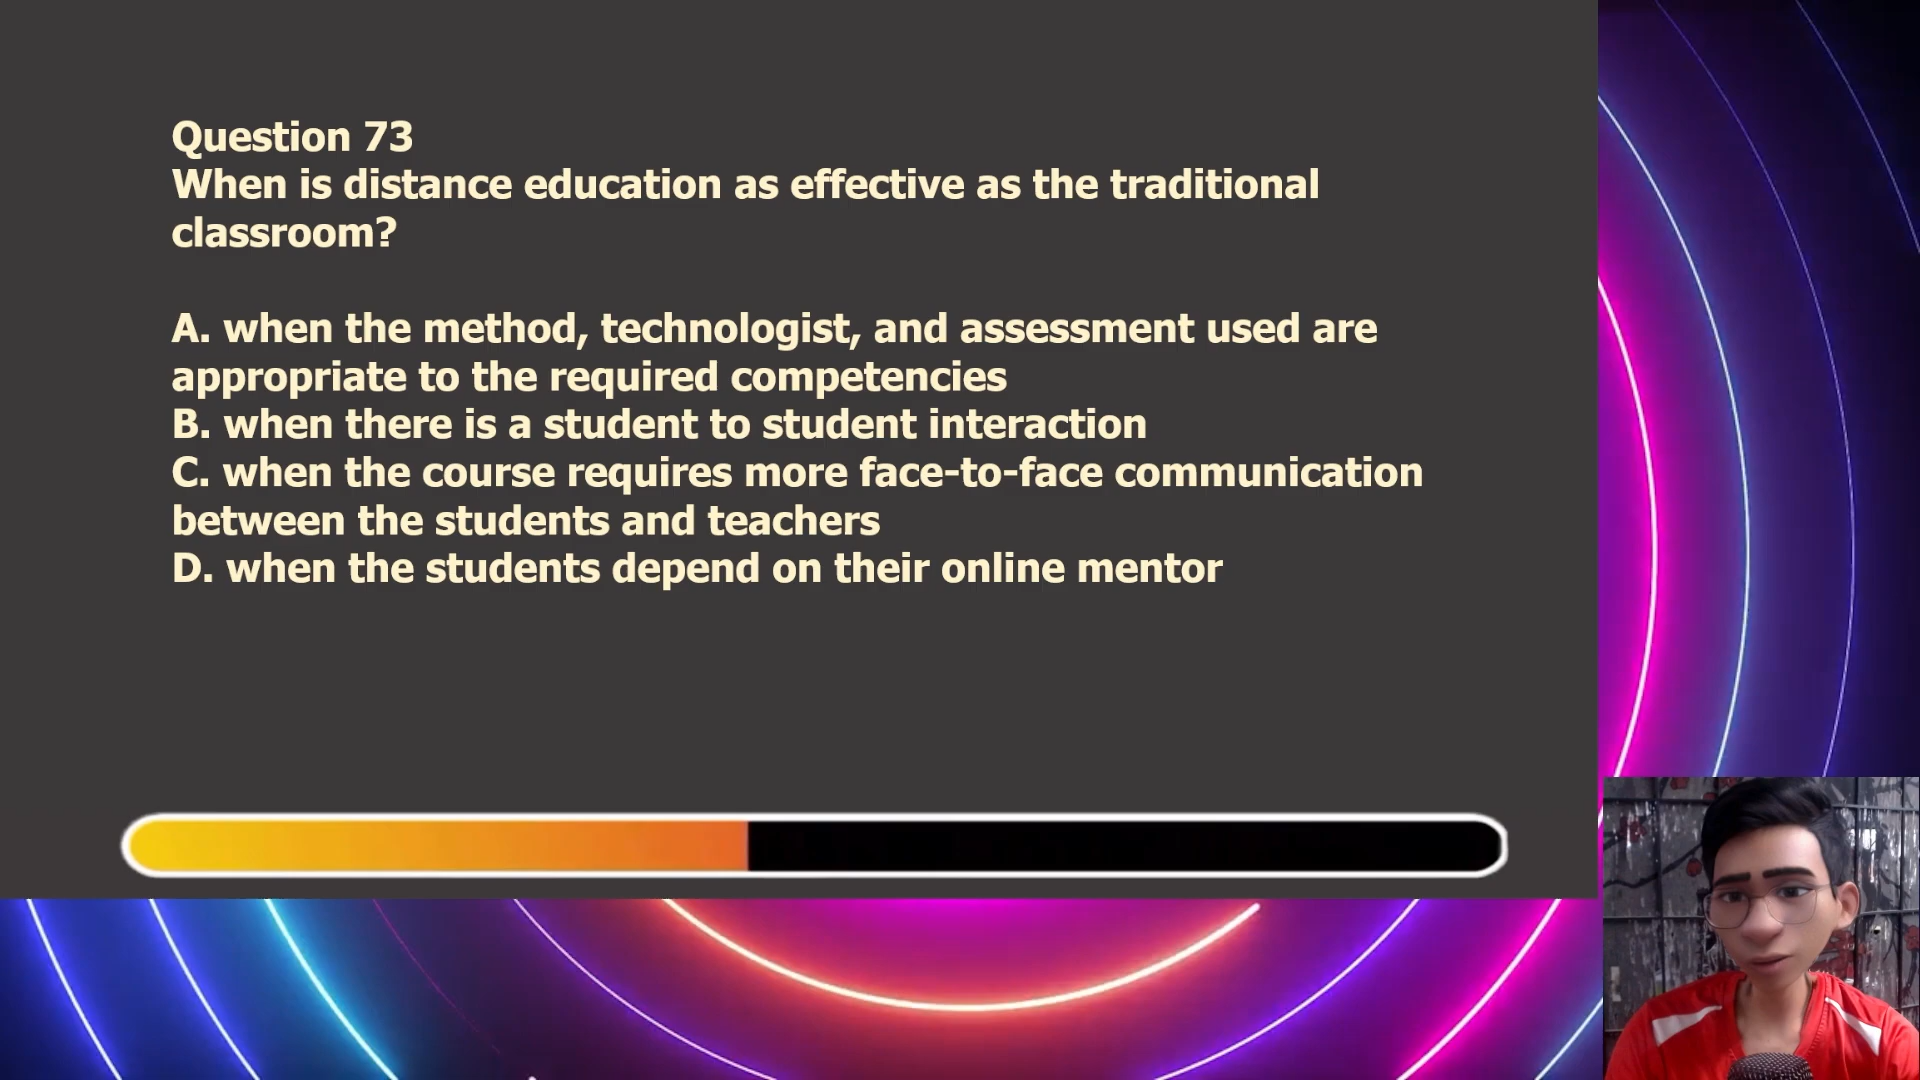 Question 73
When is distance education as effective as the traditional
classroom?
A. when the method, technologist, and assessment used are
appropriate to the required competencies
B. when there is a student to student interaction
C. when the course requires more face-to-face communication
between the students and teachers
D. when the students depend on their online mentor